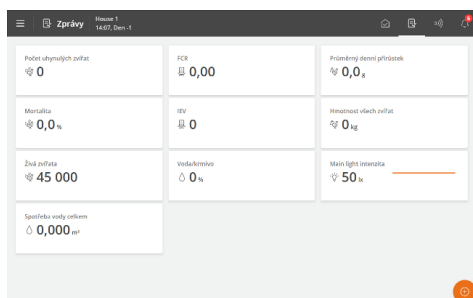 Zprávy
House 1
14:07, Den -1
6
Počet uhynulých zvířat
0
FCR
0,00
Průměrný denní přírůstek
0,0 g
Mortalita
0,0 %
IEV
0
Hmotnost všech zvířat
0 kg
Živá zvířata
45 000
Voda/krmivo
0 %
Main light intenzita
50 lx
Spotřeba vody celkem
0,000 m³